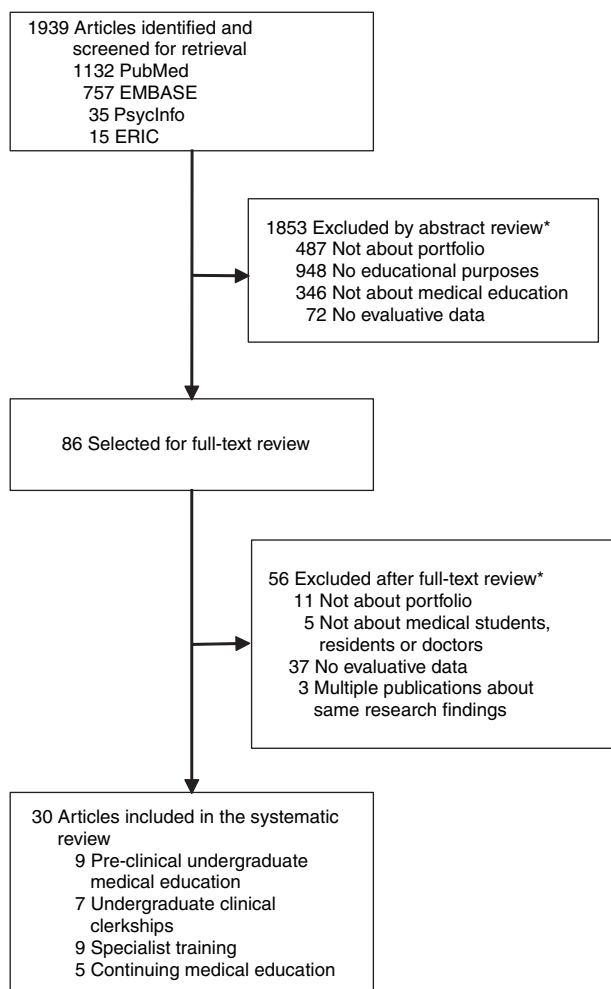 1939 Articles identified and
screened for retrieval
1132 PubMed
757 EMBASE
35 PsycInfo
15 ERIC
1853 Excluded by abstract review*
487 Not about portfolio
948 No educational purposes
346 Not about medical education
72 No evaluative data
86 Selected for full-text review
56 Excluded after full-text review*
11 Not about portfolio
5 Not about medical students,
residents or doctors
37 No evaluative data
3 Multiple publications about
same research findings
30 Articles included in the systematic
review
9 Pre-clinical undergraduate
medical education
7 Undergraduate clinical
clerkships
9 Specialist training
5 Continuing medical education